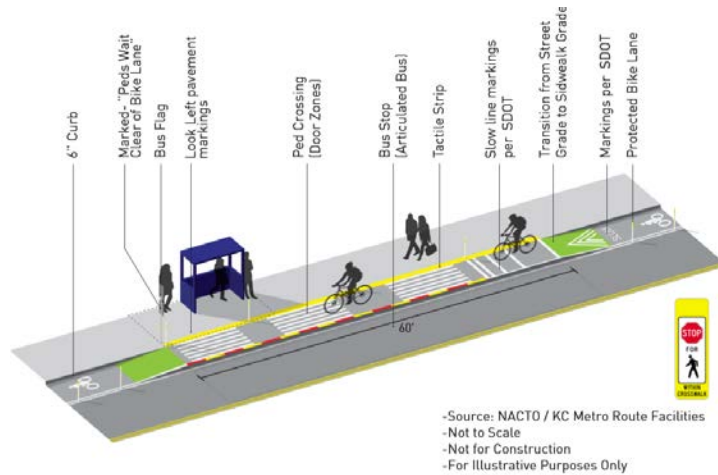 6" Curb
Marked- "Peds Wait
Clear of Bike Lane"
Bus Flag
Look Left pavement
markings
Ped Crossing
(Door Zones)
Bus Stop
(Articulated Bus)
Tactile Strip
Slow line markings
per SDOT
Transition from Street
Grade to Sidwealk Grade
Markings per SDOT
Protected Bike Lane
60'
STOP
FOR
WITHIN
CROSSWALK
-Source: NACTO / KC Metro Route Facilities
-Not to Scale
-Not for Construction
-For Illustrative Purposes Only